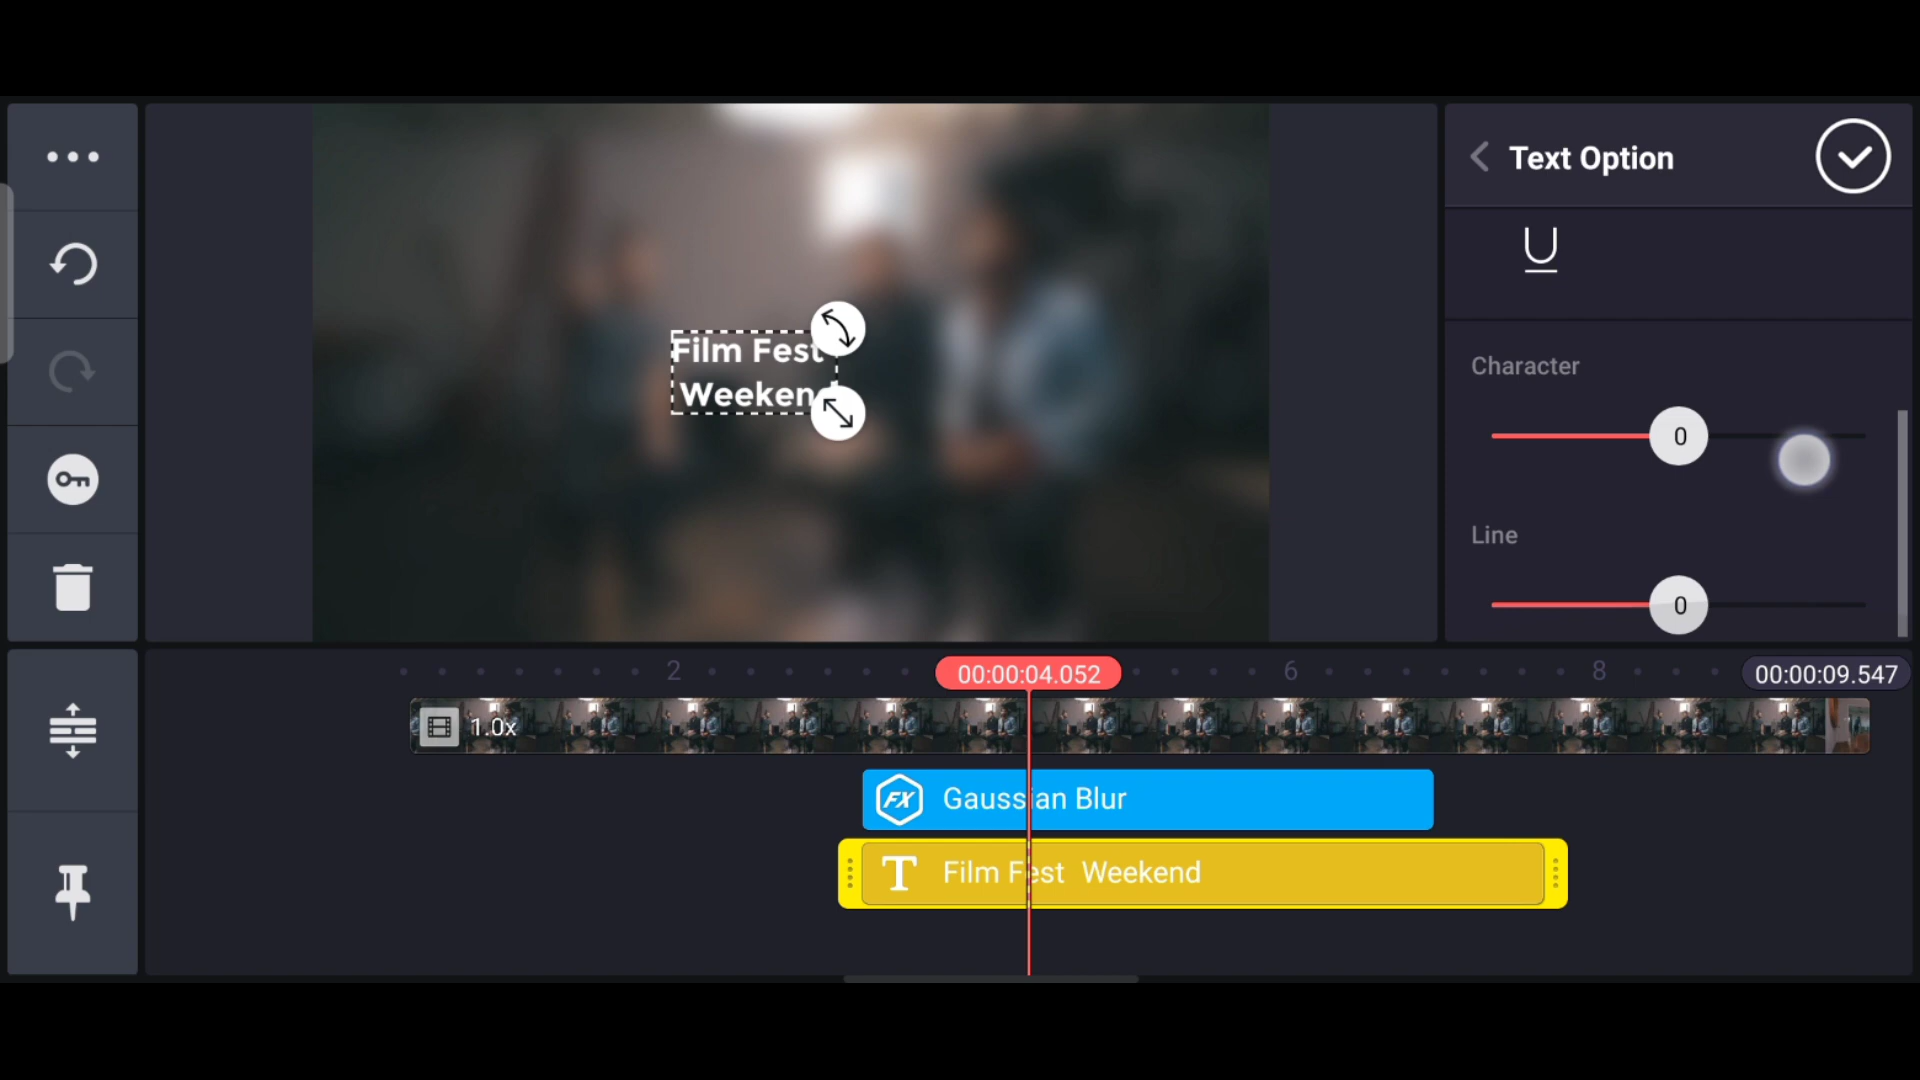 Text Option
U
Film Fest
Weekend
Character
0
Line
0
2
00:00:04.052
6
8
00:00:09.547
1.0x
FX Gaussian Blur
T Film Fest Weekend